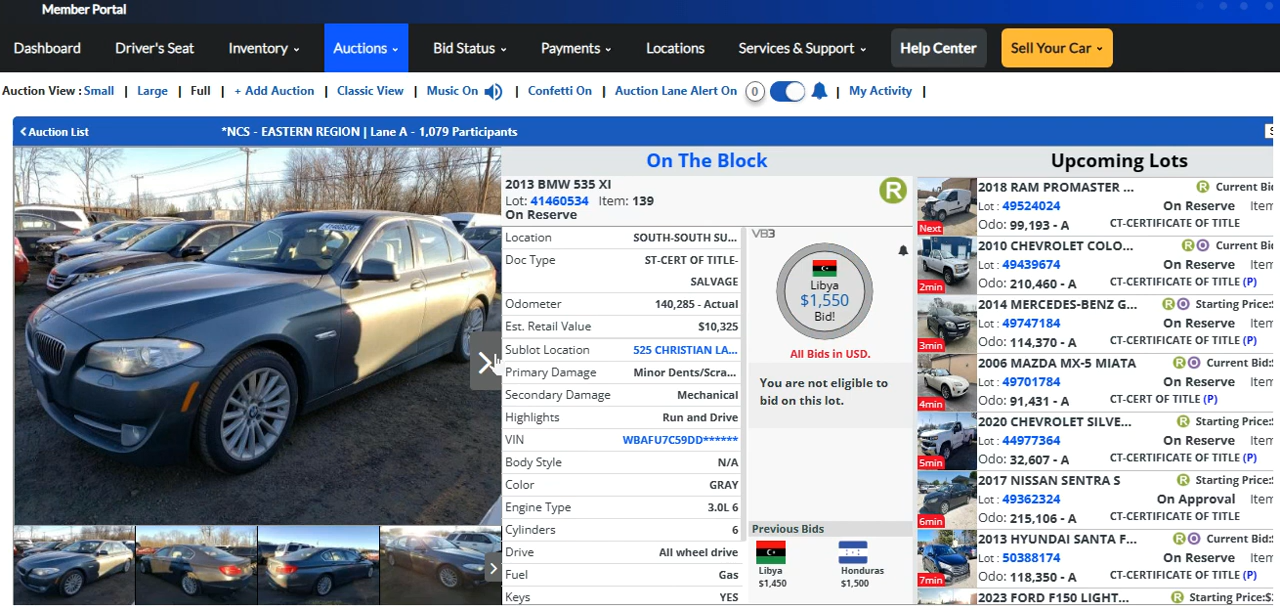 Member Portal
Dashboard Driver's Seat Inventory Auctions Bid Status Payments Locations Services & Support Help Center Sell Your Car
Auction View : Small | Large | Full | + Add Auction | Classic View | Music On | Confetti On | Auction Lane Alert On 0 | My Activity |
Auction List *NCS - EASTERN REGION | Lane A - 1,079 Participants
On The Block
2013 BMW 535 XI
Lot: 41460534 Item: 139
On Reserve
R
Location SOUTH-SOUTH SU...
Doc Type ST-CERT OF TITLE-
SALVAGE
Odometer 140,285 - Actual
Est. Retail Value $10,325
Sublot Location 525 CHRISTIAN LA...
Primary Damage Minor Dents/Scra...
Secondary Damage Mechanical
Highlights Run and Drive
VIN WBAFU7C59DD******
Body Style N/A
Color GRAY
Engine Type 3.0L 6
Cylinders 6
Drive All wheel drive
Fuel Gas
Keys YES
VB3
Libya
$1,550
Bid!
All Bids in USD.
You are not eligible to
bid on this lot.
Previous Bids
Libya
$1,450
Honduras
$1,500
Upcoming Lots
2018 RAM PROMASTER ... R Current Bid
Lot : 49524024 On Reserve Item
Next Odo: 99,193 - A CT-CERTIFICATE OF TITLE
2010 CHEVROLET COLO... R O Current Bid
Lot : 49439674 On Reserve Item
2min Odo: 210,460 - A CT-CERTIFICATE OF TITLE (P)
2014 MERCEDES-BENZ G... R O Starting Price:
Lot : 49747184 On Reserve Item
3min Odo: 114,370 - A CT-CERTIFICATE OF TITLE (P)
2006 MAZDA MX-5 MIATA R O Current Bid:
Lot : 49701784 On Reserve Item
4min Odo: 91,431 - A CT-CERT OF TITLE (P)
2020 CHEVROLET SILVE... R Starting Price:
Lot : 44977364 On Reserve Item
5min Odo: 32,607 - A CT-CERTIFICATE OF TITLE (P)
2017 NISSAN SENTRA S R Starting Price:
Lot : 49362324 On Approval Item
6min Odo: 215,106 - A CT-CERTIFICATE OF TITLE
2013 HYUNDAI SANTA F... R O Current Bid:
Lot : 50388174 On Reserve Item
7min Odo: 118,350 - A CT-CERTIFICATE OF TITLE (P)
2023 FORD F150 LIGHT... R Starting Price: